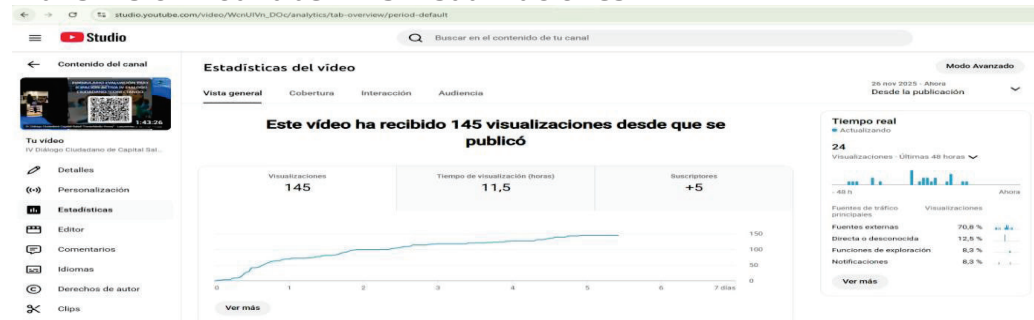 studio.youtube.com/video/WcnUIVn_DOc/analytics/tab-overview/period-default
Studio
Buscar en el contenido de tu canal
Contenido del canal
1:43:26
Tu vídeo
IV Diálogo Ciudadano de Capital Sal...
Detalles
Personalización
Estadísticas
Editor
Comentarios
Idiomas
Derechos de autor
Clips
Estadísticas del vídeo
Modo Avanzado
Vista general Cobertura Interacción Audiencia
26 nov 2025 - Ahora
Desde la publicación
Este vídeo ha recibido 145 visualizaciones desde que se
publicó
Visualizaciones
145
Tiempo de visualización (horas)
11,5
Suscriptores
+5
150
100
50
0
0 1 2 3 4 5 6 7 días
Ver más
Tiempo real
Actualizando
24
Visualizaciones · Últimas 48 horas
- 48 h Ahora
Fuentes de tráfico Visualizaciones
principales
Fuentes externas 70,8 %
Directa o desconocida 12,5 %
Funciones de exploración 8,3 %
Notificaciones 8,3 %
Ver más